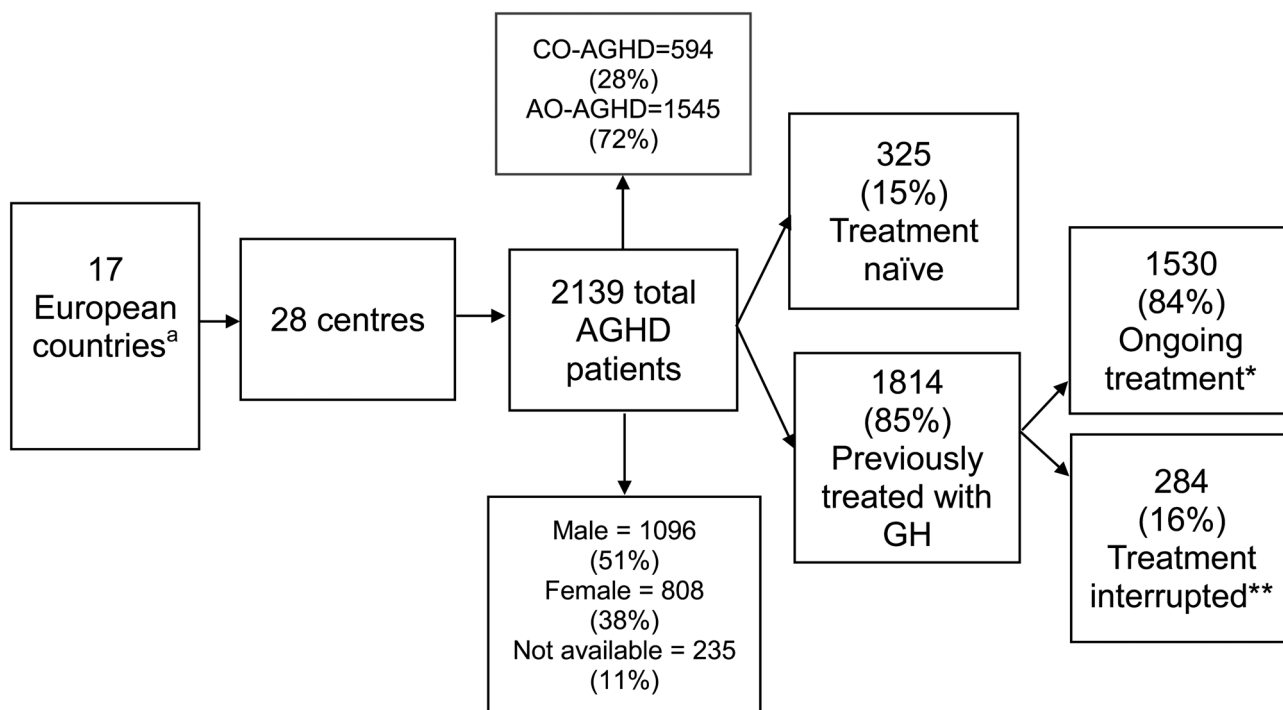 CO-AGHD=594
(28%)
AO-AGHD=1545
(72%)
17
European
countriesᵃ
28 centres
2139 total
AGHD
patients
Male = 1096
(51%)
Female = 808
(38%)
Not available = 235
(11%)
325
(15%)
Treatment
naïve
1814
(85%)
Previously
treated with
GH
1530
(84%)
Ongoing
treatment*
284
(16%)
Treatment
interrupted**